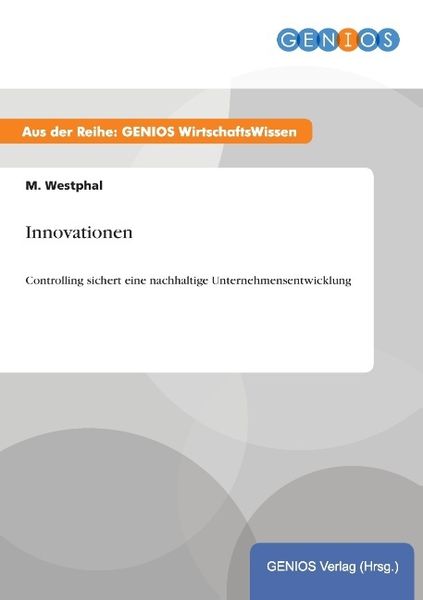 GENIOS
Aus der Reihe: GENIOS WirtschaftsWissen
M. Westphal
Innovationen
Controlling sichert eine nachhaltige Unternehmensentwicklung
GENIOS Verlag (Hrsg.)